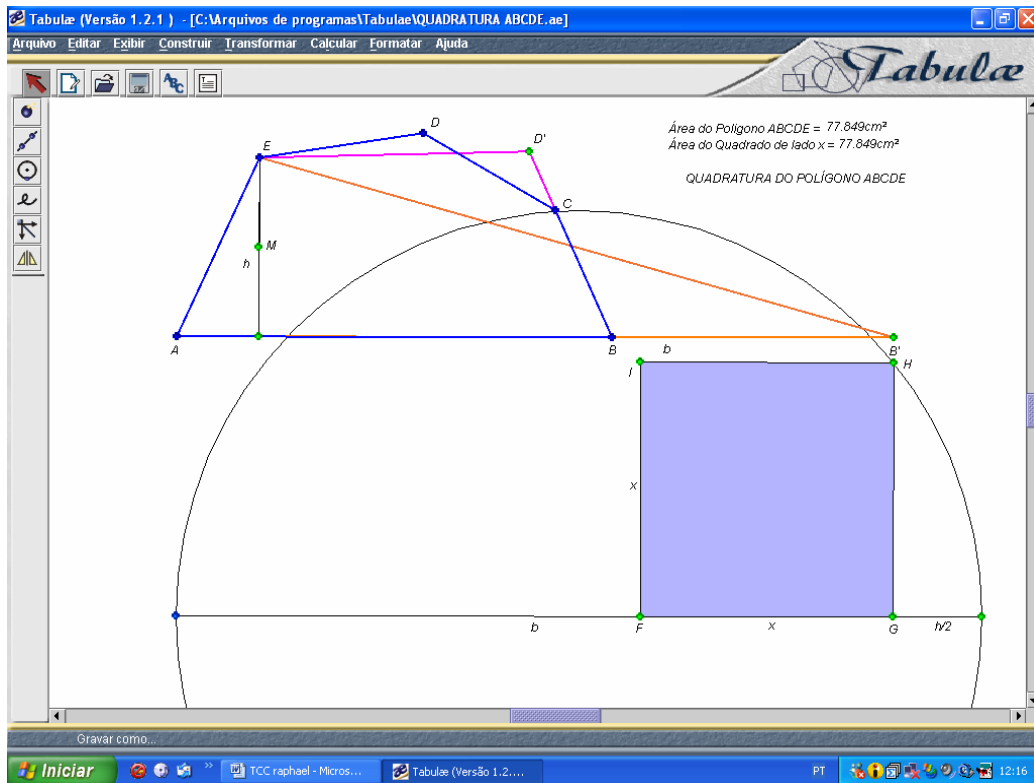 Tabulæ (Versão 1.2.1 ) - [C:\Arquivos de programas\Tabulae\QUADRATURA ABCDE.ae]
Arquivo Editar Exibir Construir Transformar Calcular Formatar Ajuda
Tabulæ
ABC
D
Área do Polígono ABCDE = 77.849cm²
E
D'
Área do Quadrado de lado x = 77.849cm²
QUADRATURA DO POLÍGONO ABCDE
C
M
h
A
B
b
B'
I
H
x
b
F
x
G
h/2
Gravar como...
Iniciar
TCC raphael - Micros...
Tabulæ (Versão 1.2....
PT
12:16